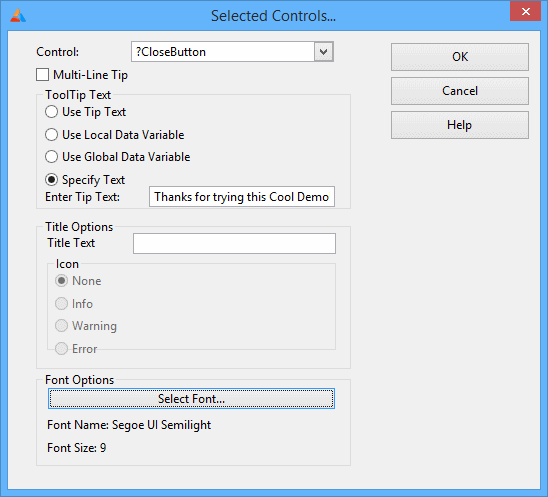 Selected Controls...
Control: ?CloseButton
OK
Multi-Line Tip
Cancel
ToolTip Text
Use Tip Text
Help
Use Local Data Variable
Use Global Data Variable
Specify Text
Enter Tip Text: Thanks for trying this Cool Demo
Title Options
Title Text
Icon
None
Info
Warning
Error
Font Options
Select Font...
Font Name: Segoe UI Semilight
Font Size: 9